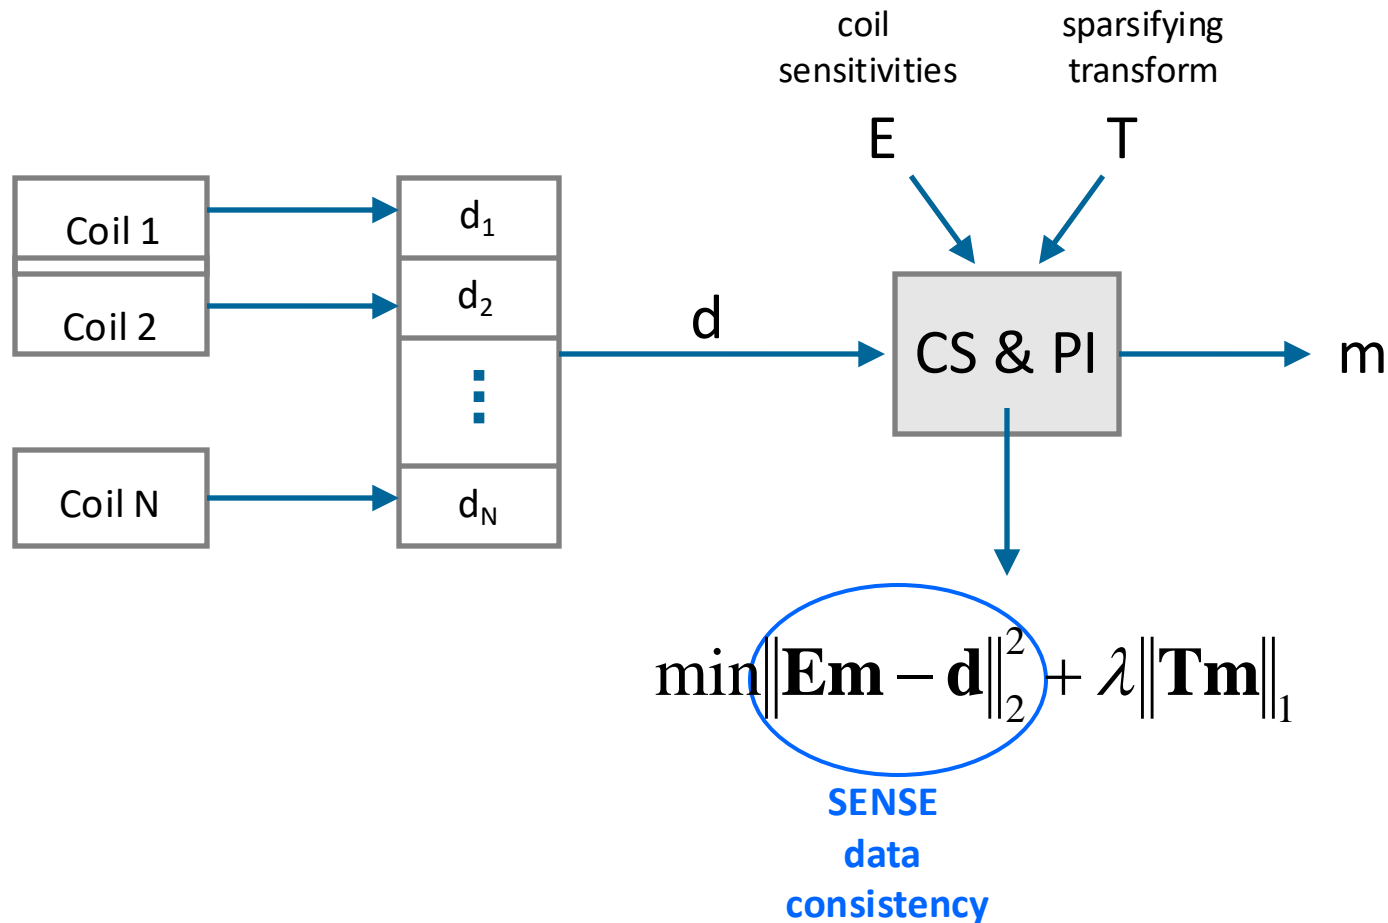 coil
sensitivities
E
sparsifying
transform
T
Coil 1
Coil 2
Coil N
d₁
d₂
⋮
d_N
d
CS & PI
m
min‖Em − d‖₂² + λ‖Tm‖₁
SENSE
data
consistency